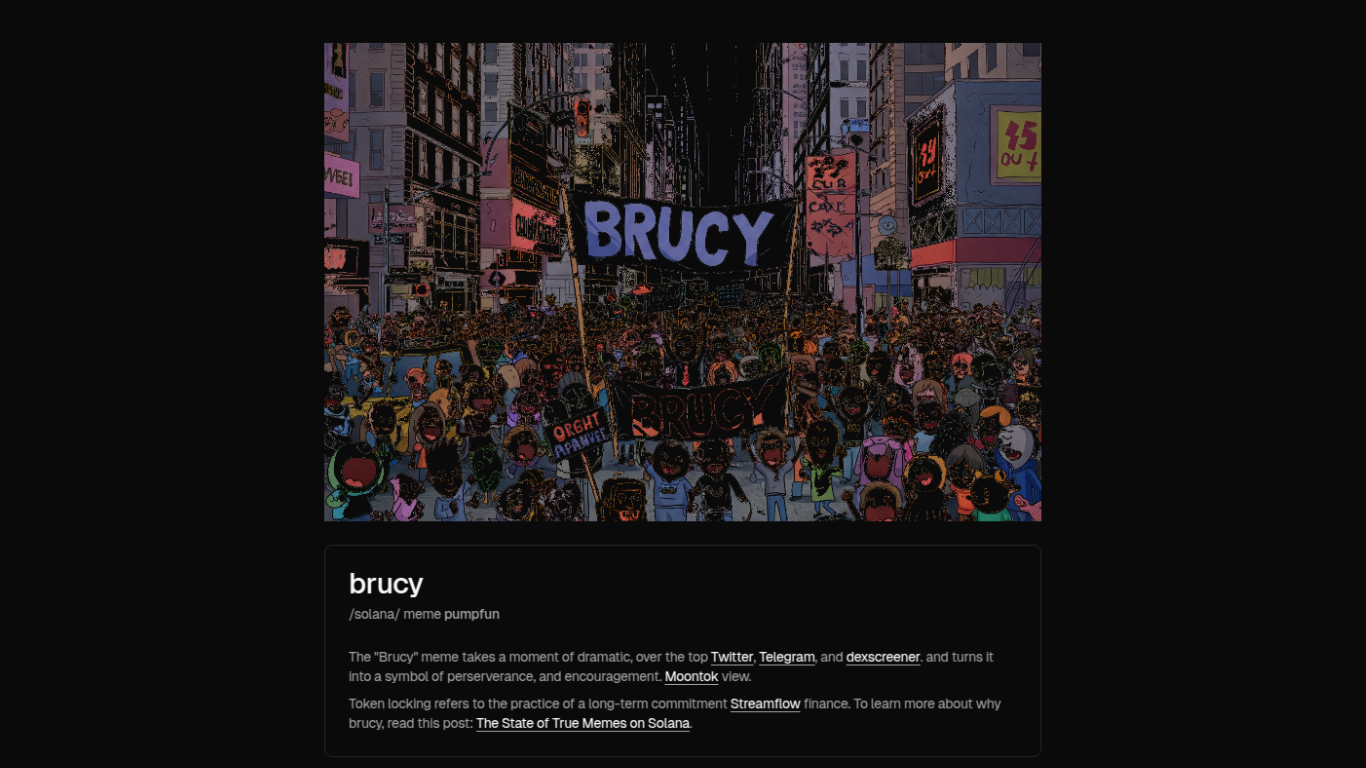 BRUCY
45
OUT
BRUCY
ORGHT
APANVEI
brucy
/solana/ meme pumpfun
The "Brucy" meme takes a moment of dramatic, over the top Twitter, Telegram, and dexscreener. and turns it
into a symbol of perserverance, and encouragement. Moontok view.
Token locking refers to the practice of a long-term commitment Streamflow finance. To learn more about why
brucy, read this post: The State of True Memes on Solana.